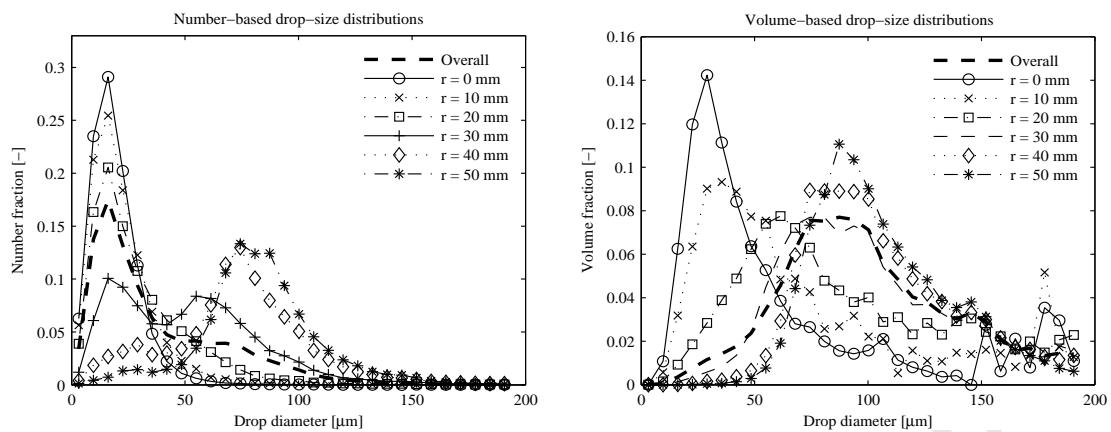 Number−based drop−size distributions
0.3
0.25
0.2
0.15
0.1
0.05
0
Number fraction [−]
Overall
r = 0 mm
r = 10 mm
r = 20 mm
r = 30 mm
r = 40 mm
r = 50 mm
0 50 100 150 200
Drop diameter [μm]
Volume−based drop−size distributions
0.16
0.14
0.12
0.1
0.08
0.06
0.04
0.02
0
Volume fraction [−]
Overall
r = 0 mm
r = 10 mm
r = 20 mm
r = 30 mm
r = 40 mm
r = 50 mm
0 50 100 150 200
Drop diameter [μm]